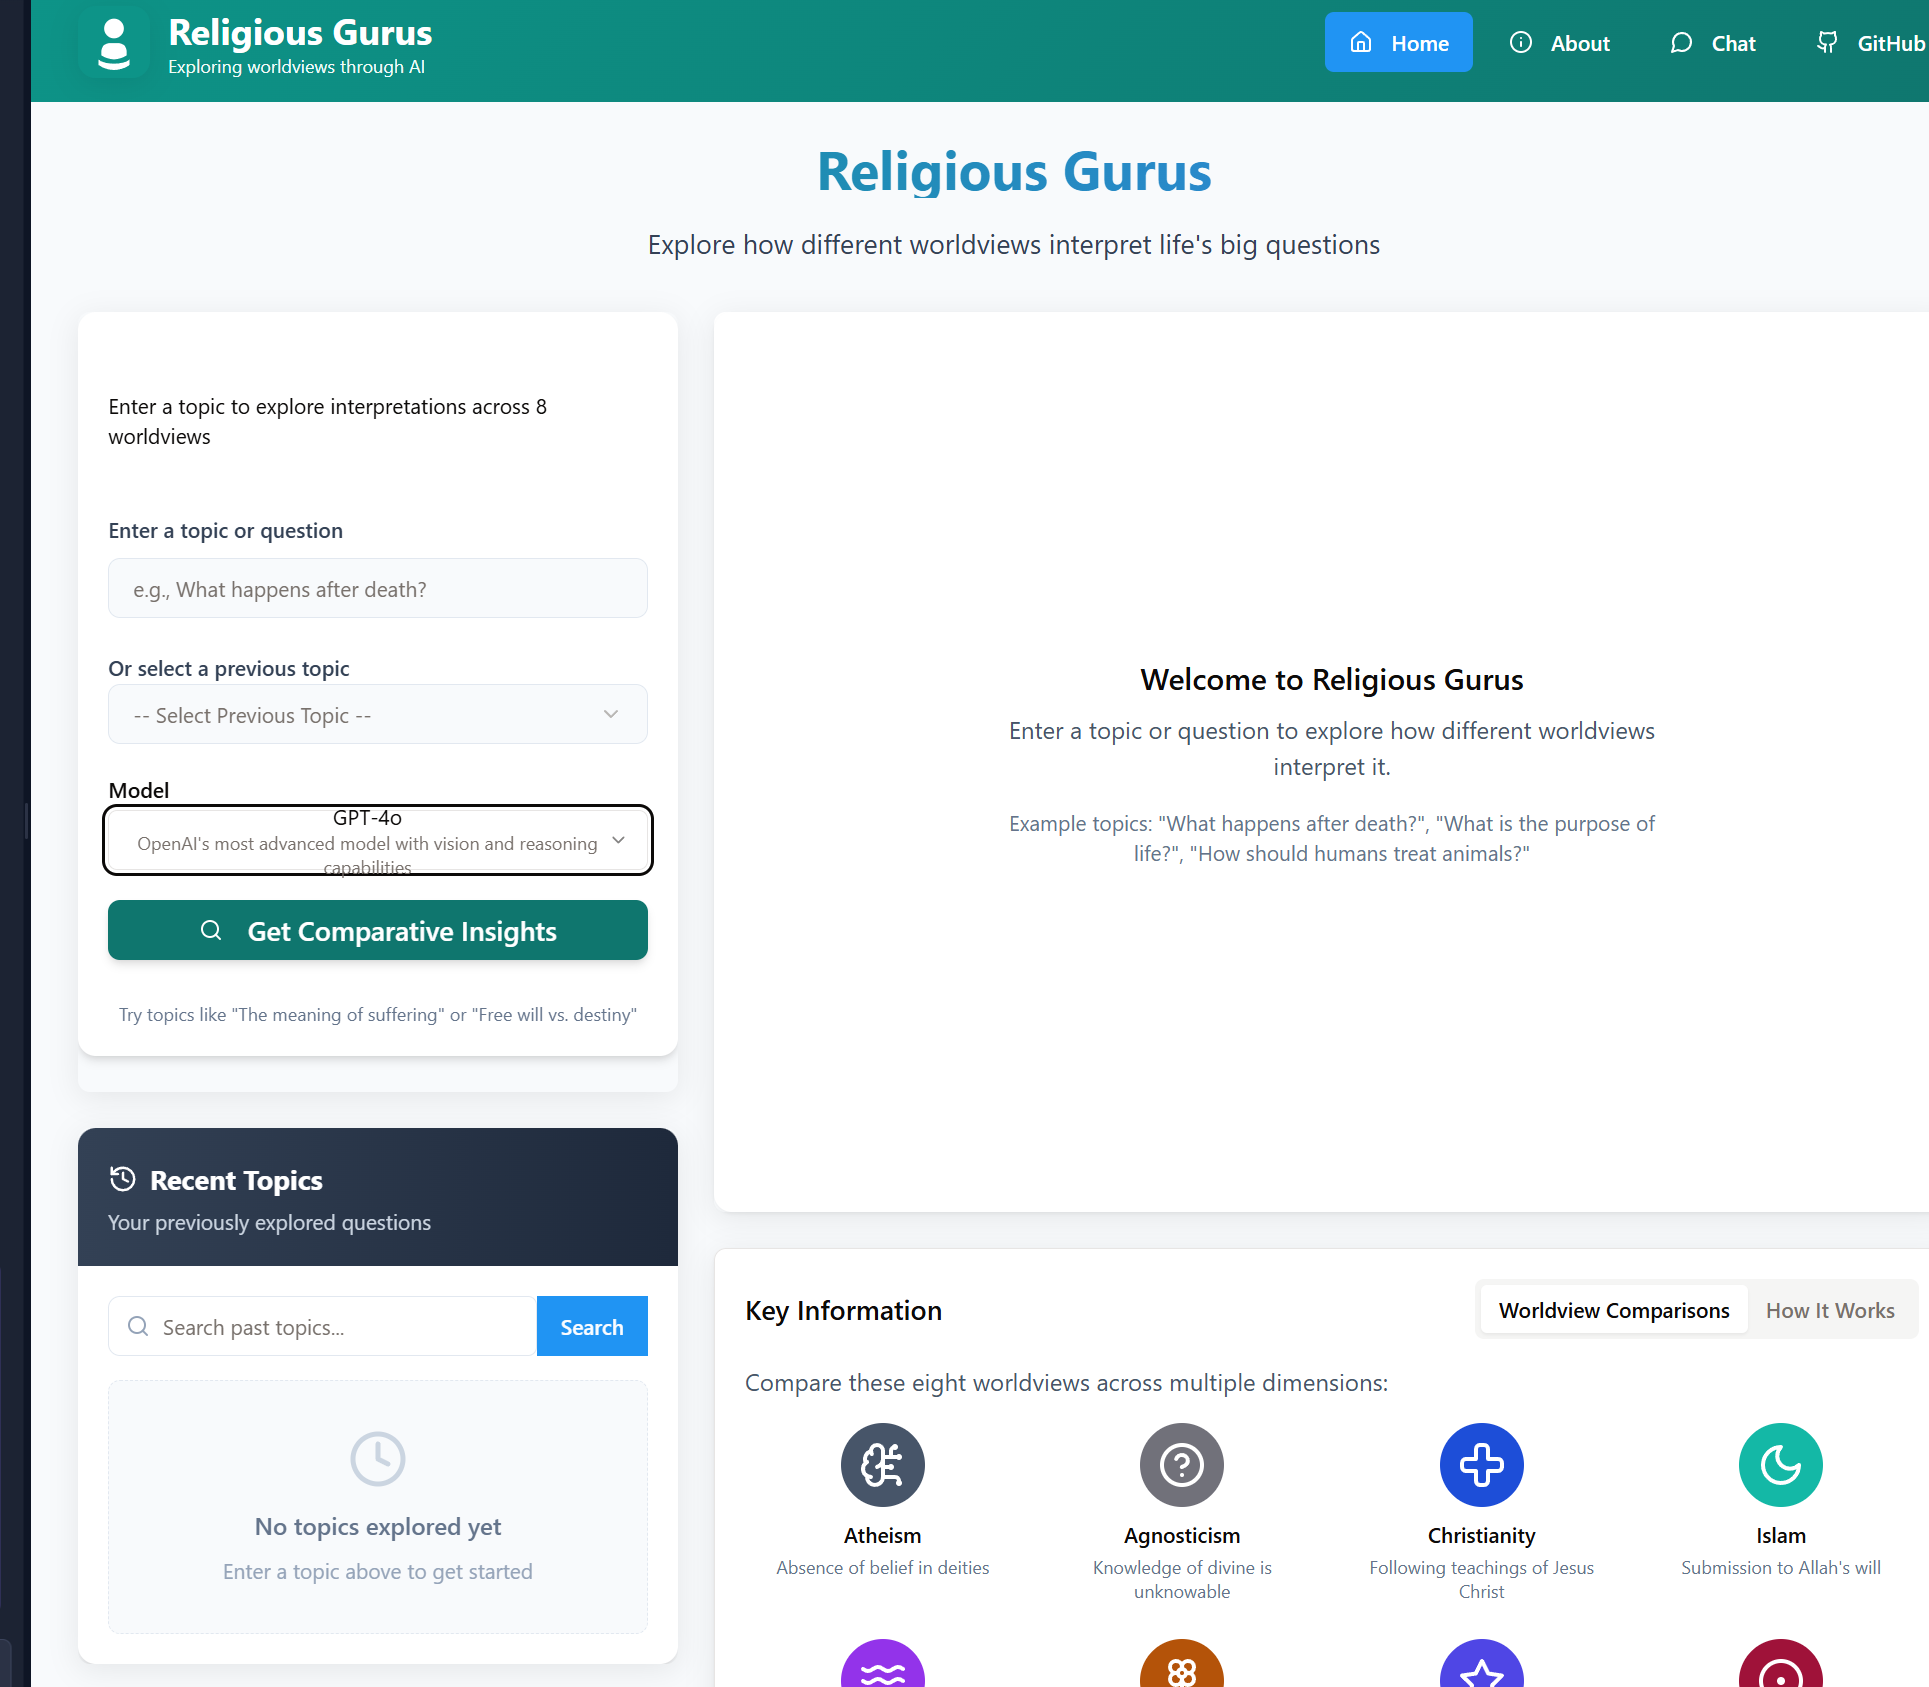 Religious Gurus
Exploring worldviews through AI
Home
About
Chat
GitHub
Religious Gurus
Explore how different worldviews interpret life's big questions
Enter a topic to explore interpretations across 8
worldviews
Enter a topic or question
e.g., What happens after death?
Or select a previous topic
-- Select Previous Topic --
Model
GPT-4o
OpenAI's most advanced model with vision and reasoning
capabilities
Get Comparative Insights
Try topics like "The meaning of suffering" or "Free will vs. destiny"
Welcome to Religious Gurus
Enter a topic or question to explore how different worldviews
interpret it.
Example topics: "What happens after death?", "What is the purpose of
life?", "How should humans treat animals?"
Recent Topics
Your previously explored questions
Search past topics...
Search
No topics explored yet
Enter a topic above to get started
Key Information
Worldview Comparisons
How It Works
Compare these eight worldviews across multiple dimensions:
Atheism
Absence of belief in deities
Agnosticism
Knowledge of divine is
unknowable
Christianity
Following teachings of Jesus
Christ
Islam
Submission to Allah's will